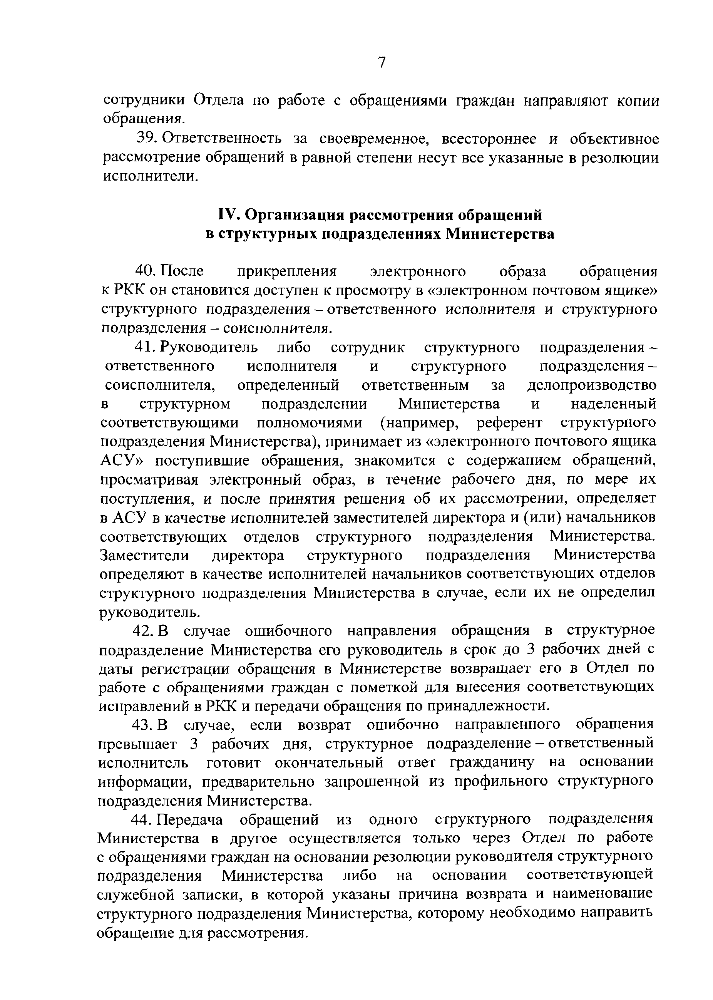 7
сотрудники Отдела по работе с обращениями граждан направляют копии
обращения.
39. Ответственность за своевременное, всестороннее и объективное
рассмотрение обращений в равной степени несут все указанные в резолюции
исполнители.
IV. Организация рассмотрения обращений
в структурных подразделениях Министерства
40. После прикрепления электронного образа обращения
к РКК он становится доступен к просмотру в «электронном почтовом ящике»
структурного подразделения – ответственного исполнителя и структурного
подразделения – соисполнителя.
41. Руководитель либо сотрудник структурного подразделения –
ответственного исполнителя и структурного подразделения –
соисполнителя, определенный ответственным за делопроизводство
в структурном подразделении Министерства и наделенный
соответствующими полномочиями (например, референт структурного
подразделения Министерства), принимает из «электронного почтового ящика
АСУ» поступившие обращения, знакомится с содержанием обращений,
просматривая электронный образ, в течение рабочего дня, по мере их
поступления, и после принятия решения об их рассмотрении, определяет
в АСУ в качестве исполнителей заместителей директора и (или) начальников
соответствующих отделов структурного подразделения Министерства.
Заместители директора структурного подразделения Министерства
определяют в качестве исполнителей начальников соответствующих отделов
структурного подразделения Министерства в случае, если их не определил
руководитель.
42. В случае ошибочного направления обращения в структурное
подразделение Министерства его руководитель в срок до 3 рабочих дней с
даты регистрации обращения в Министерстве возвращает его в Отдел по
работе с обращениями граждан с пометкой для внесения соответствующих
исправлений в РКК и передачи обращения по принадлежности.
43. В случае, если возврат ошибочно направленного обращения
превышает 3 рабочих дня, структурное подразделение – ответственный
исполнитель готовит окончательный ответ гражданину на основании
информации, предварительно запрошенной из профильного структурного
подразделения Министерства.
44. Передача обращений из одного структурного подразделения
Министерства в другое осуществляется только через Отдел по работе
с обращениями граждан на основании резолюции руководителя структурного
подразделения Министерства либо на основании соответствующей
служебной записки, в которой указаны причина возврата и наименование
структурного подразделения Министерства, которому необходимо направить
обращение для рассмотрения.